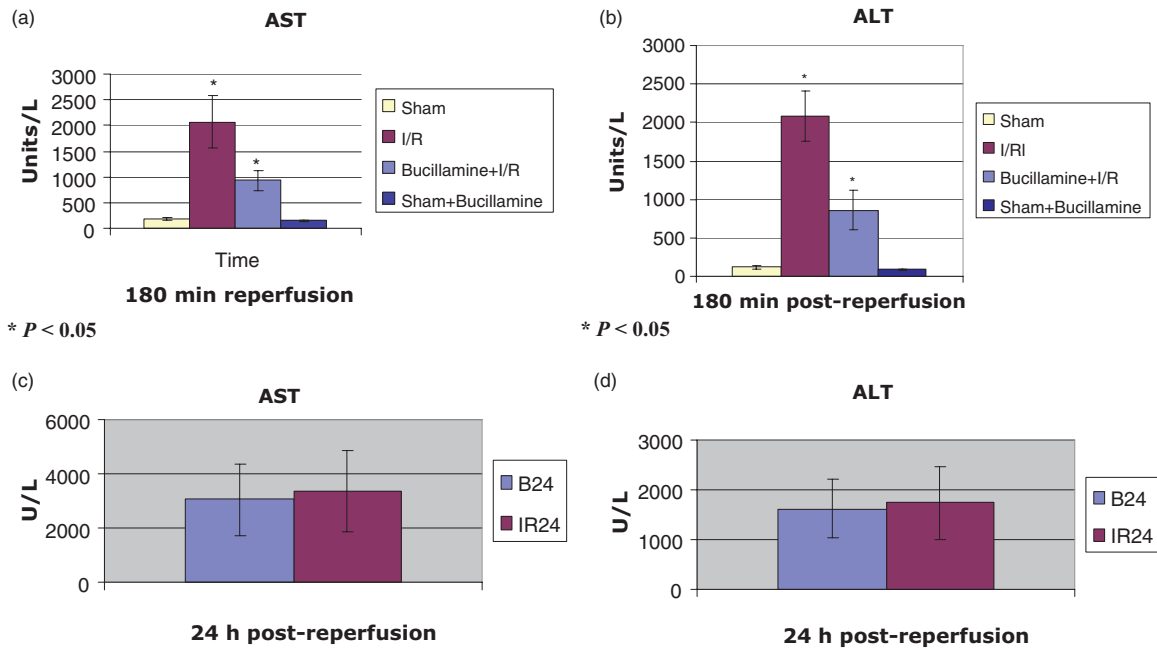 (a)
AST
3000
2500
2000
1500
1000
500
0
Units/L
*
*
Sham
I/R
Bucillamine+I/R
Sham+Bucillamine
Time
180 min reperfusion
* P < 0.05
(b)
ALT
3000
2500
2000
1500
1000
500
0
Units/L
*
*
Sham
I/RI
Bucillamine+I/R
Sham+Bucillamine
180 min post-reperfusion
* P < 0.05
(c)
AST
6000
4000
2000
0
U/L
B24
IR24
24 h post-reperfusion
(d)
ALT
3000
2000
1000
0
U/L
B24
IR24
24 h post-reperfusion